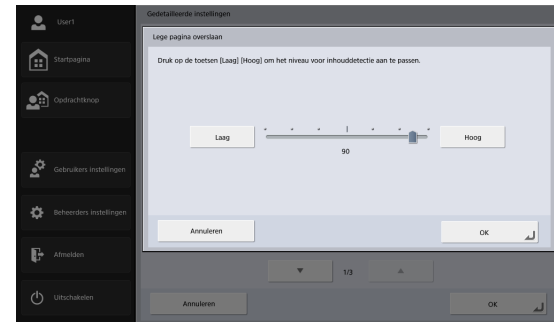 User1
Startpagina
Opdrachtknop
Gebruikers instellingen
Beheerders instellingen
Afmelden
Uitschakelen
Gedetailleerde instellingen
Lege pagina overslaan
Druk op de toetsen [Laag] [Hoog] om het niveau voor inhouddetectie aan te passen.
Laag
Hoog
90
Annuleren
OK
1/3
Annuleren
OK